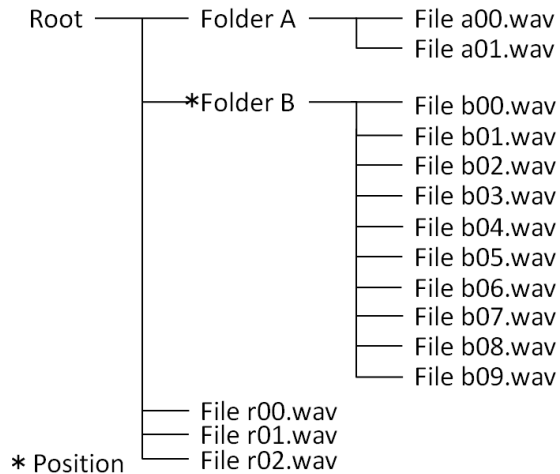 Root Folder A File a00.wav
File a01.wav
*Folder B File b00.wav
File b01.wav
File b02.wav
File b03.wav
File b04.wav
File b05.wav
File b06.wav
File b07.wav
File b08.wav
File b09.wav
File r00.wav
File r01.wav
* Position File r02.wav